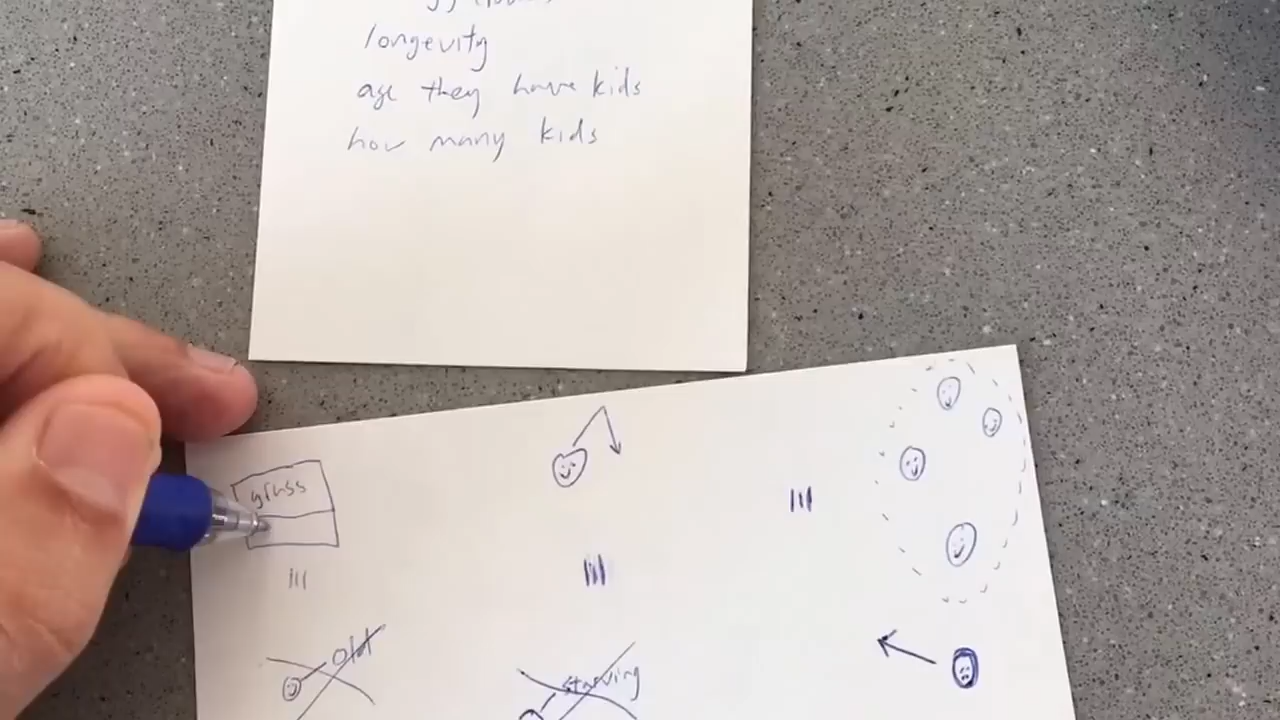 longevity
age they have kids
how many kids
grass
old
starving